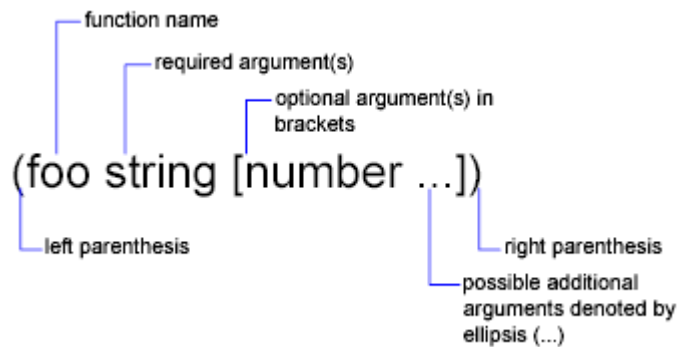 function name
required argument(s)
optional argument(s) in
brackets
(foo string [number ...])
left parenthesis
right parenthesis
possible additional
arguments denoted by
ellipsis (...)